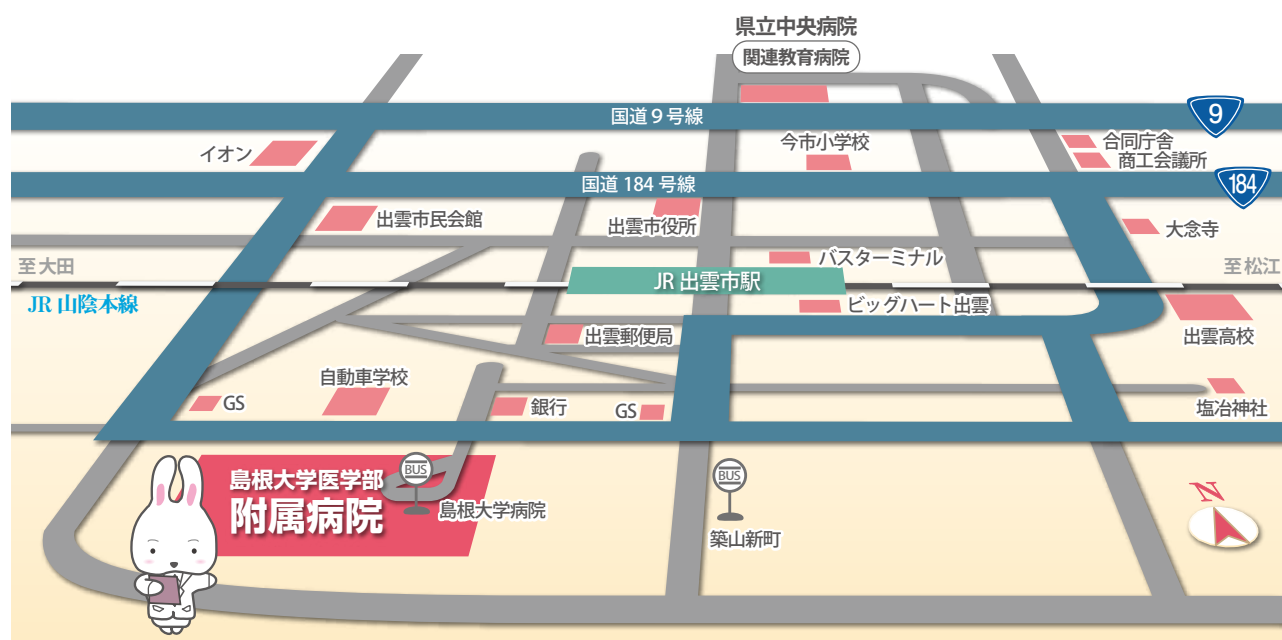 県立中央病院
関連教育病院
国道9号線
9
今市小学校
合同庁舎
商工会議所
イオン
国道184号線
184
出雲市民会館
出雲市役所
大念寺
バスターミナル
至大田
至松江
JR 出雲市駅
JR 山陰本線
ビッグハート出雲
出雲郵便局
出雲高校
自動車学校
GS
銀行
GS
塩冶神社
島根大学医学部
附属病院
BUS
島根大学病院
BUS
築山新町
N